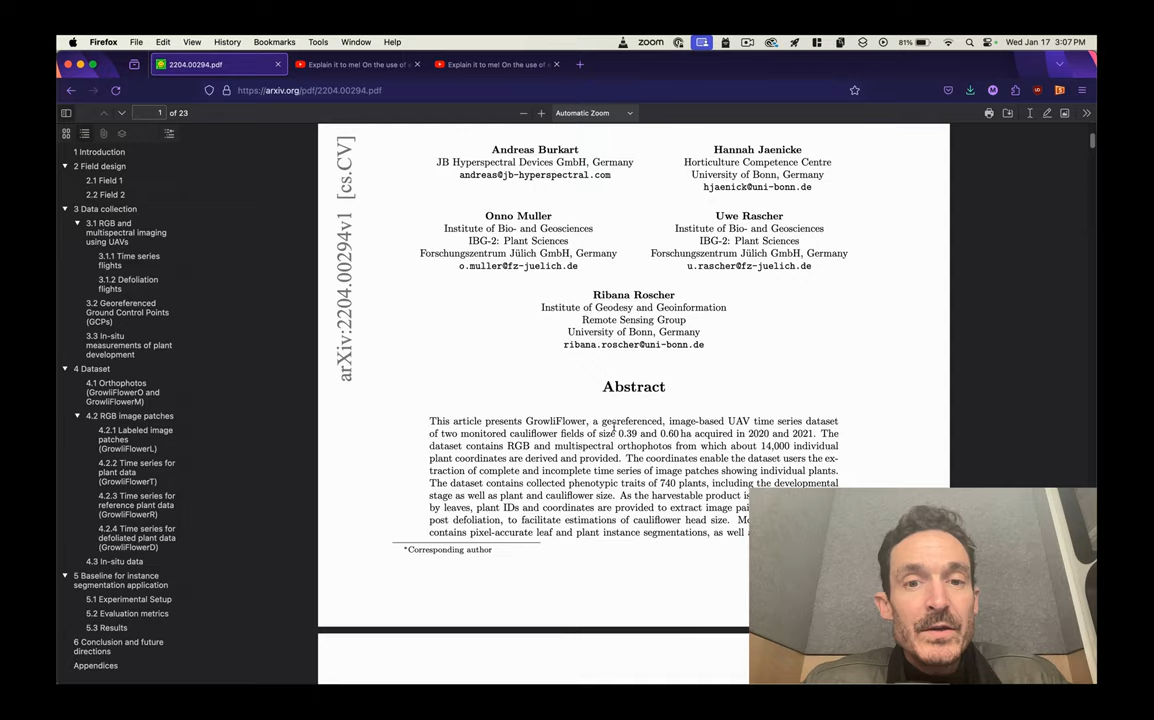 Firefox File Edit View History Bookmarks Tools Window Help zoom 81% Wed Jan 17 3:07 PM
2204.00294.pdf Explain it to me! On the use of Explain it to me! On the use of
https://arxiv.org/pdf/2204.00294.pdf
1 of 23 Automatic Zoom
1 Introduction
2 Field design
2.1 Field 1
2.2 Field 2
3 Data collection
3.1 RGB and
multispectral imaging
using UAVs
3.1.1 Time series
flights
3.1.2 Defoliation
flights
3.2 Georeferenced
Ground Control Points
(GCPs)
3.3 In-situ
measurements of plant
development
4 Dataset
4.1 Orthophotos
(GrowliFlowerO and
GrowliFlowerM)
4.2 RGB image patches
4.2.1 Labeled image
patches
(GrowliFlowerL)
4.2.2 Time series for
plant data
(GrowliFlowerT)
4.2.3 Time series for
reference plant data
(GrowliFlowerR)
4.2.4 Time series for
defoliated plant data
(GrowliFlowerD)
4.3 In-situ data
5 Baseline for instance
segmentation application
5.1 Experimental Setup
5.2 Evaluation metrics
5.3 Results
6 Conclusion and future
directions
Appendices
arXiv:2204.00294v1 [cs.CV]
Andreas Burkart
JB Hyperspectral Devices GmbH, Germany
andreas@jb-hyperspectral.com
Hannah Jaenicke
Horticulture Competence Centre
University of Bonn, Germany
hjaenick@uni-bonn.de
Onno Muller
Institute of Bio- and Geosciences
IBG-2: Plant Sciences
Forschungszentrum Jülich GmbH, Germany
o.muller@fz-juelich.de
Uwe Rascher
Institute of Bio- and Geosciences
IBG-2: Plant Sciences
Forschungszentrum Jülich GmbH, Germany
u.rascher@fz-juelich.de
Ribana Roscher
Institute of Geodesy and Geoinformation
Remote Sensing Group
University of Bonn, Germany
ribana.roscher@uni-bonn.de
Abstract
This article presents GrowliFlower, a georeferenced, image-based UAV time series dataset
of two monitored cauliflower fields of size 0.39 and 0.60 ha acquired in 2020 and 2021. The
dataset contains RGB and multispectral orthophotos from which about 14,000 individual
plant coordinates are derived and provided. The coordinates enable the dataset users the ex-
traction of complete and incomplete time series of image patches showing individual plants.
The dataset contains collected phenotypic traits of 740 plants, including the developmental
stage as well as plant and cauliflower size. As the harvestable product is
by leaves, plant IDs and coordinates are provided to extract image pai
post defoliation, to facilitate estimations of cauliflower head size. Mo
contains pixel-accurate leaf and plant instance segmentations, as well a
*Corresponding author